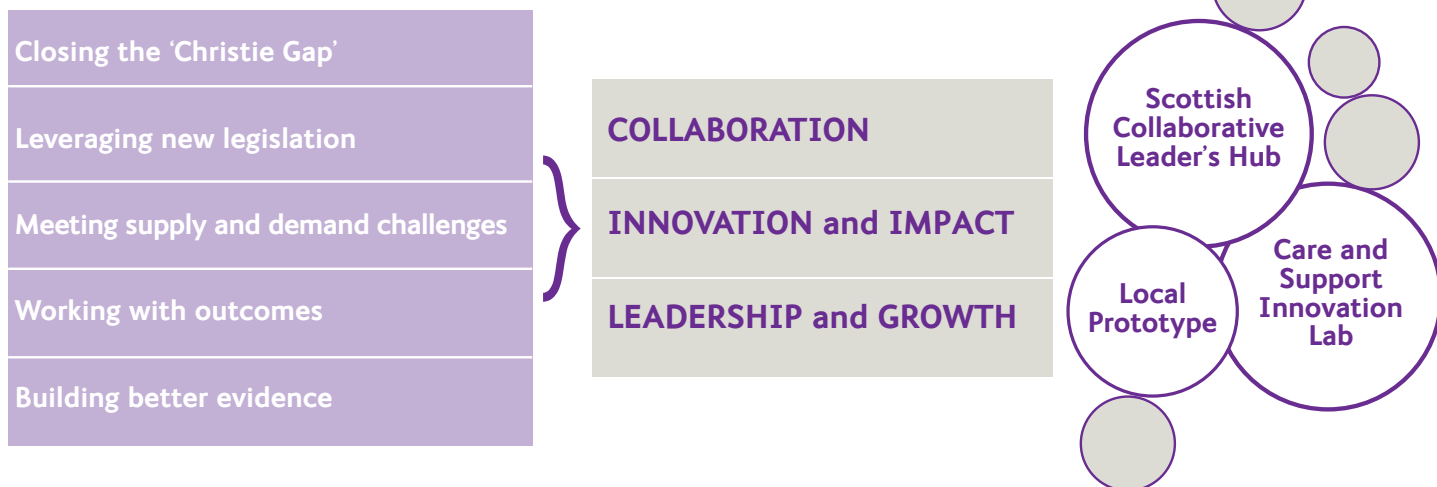 Closing the ‘Christie Gap’
Leveraging new legislation
Meeting supply and demand challenges
Working with outcomes
Building better evidence
COLLABORATION
INNOVATION and IMPACT
LEADERSHIP and GROWTH
Scottish
Collaborative
Leader’s Hub
Local
Prototype
Care and
Support
Innovation
Lab